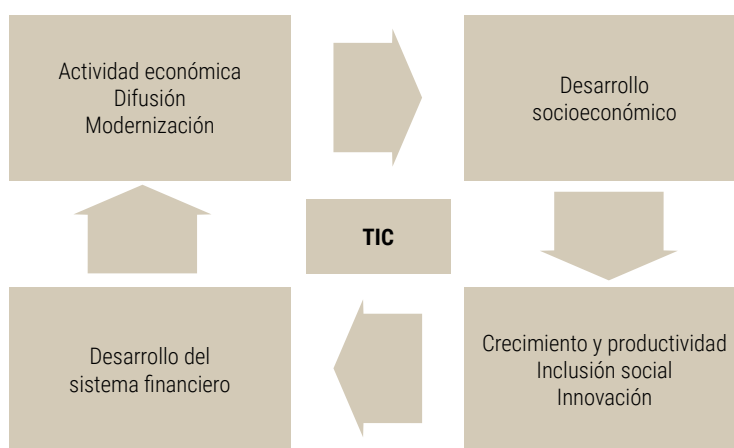 Actividad económica
Difusión
Modernización
Desarrollo
socioeconómico
TIC
Desarrollo del
sistema financiero
Crecimiento y productividad
Inclusión social
Innovación